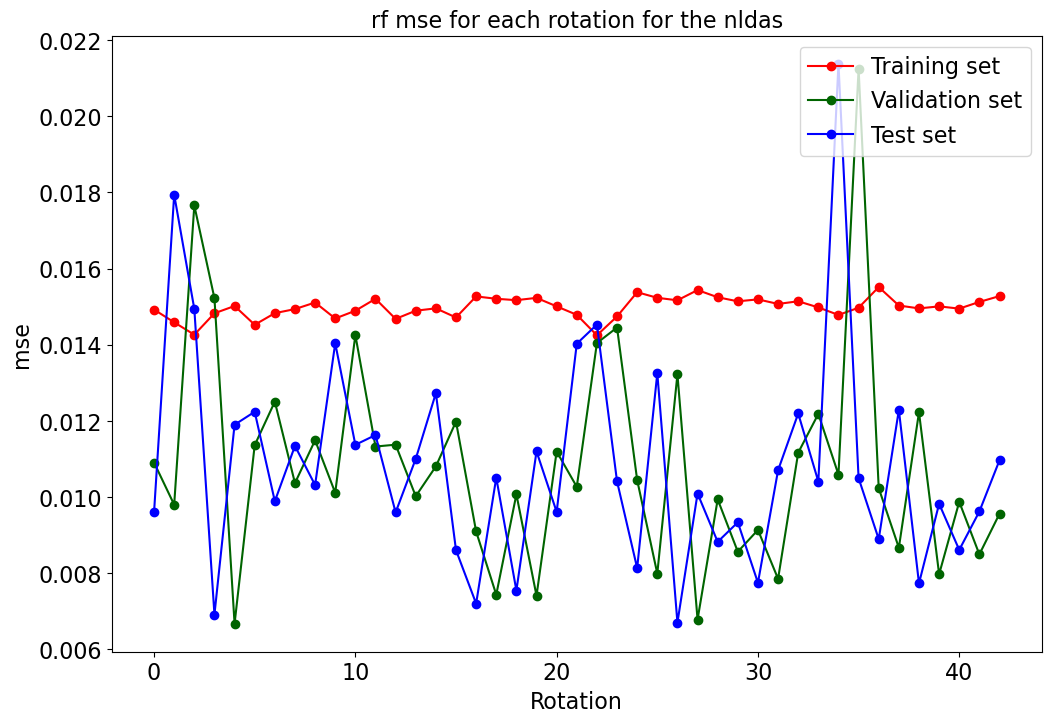 rf mse for each rotation for the nldas
0.022
0.020
0.018
0.016
0.014
0.012
0.010
0.008
0.006
mse
Training set
Validation set
Test set
0 10 20 30 40
Rotation